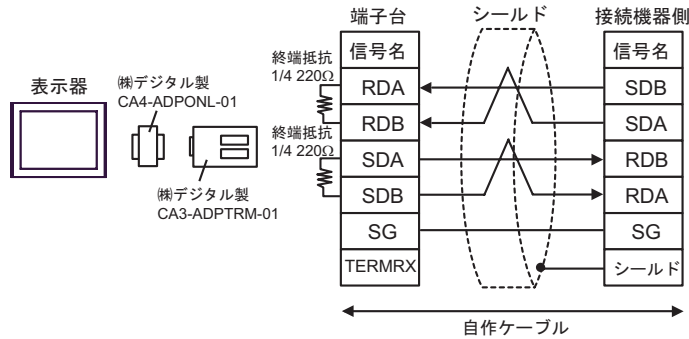 端子台
シールド
接続機器側
表示器
㈱デジタル製
CA4-ADPONL-01
㈱デジタル製
CA3-ADPTRM-01
終端抵抗
1/4 220Ω
終端抵抗
1/4 220Ω
信号名
信号名
RDA
SDB
RDB
SDA
SDA
RDB
SDB
RDA
SG
SG
TERMRX
シールド
自作ケーブル